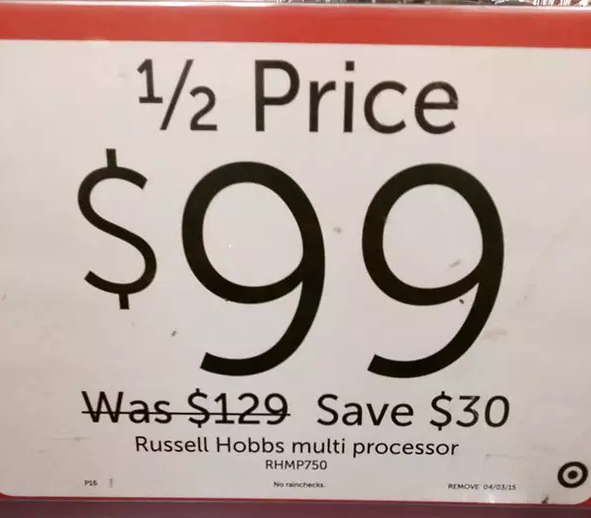 ½ Price
$99
Was $129 Save $30
Russell Hobbs multi processor
RHMP750
P16 No rainchecks. REMOVE 04/03/15